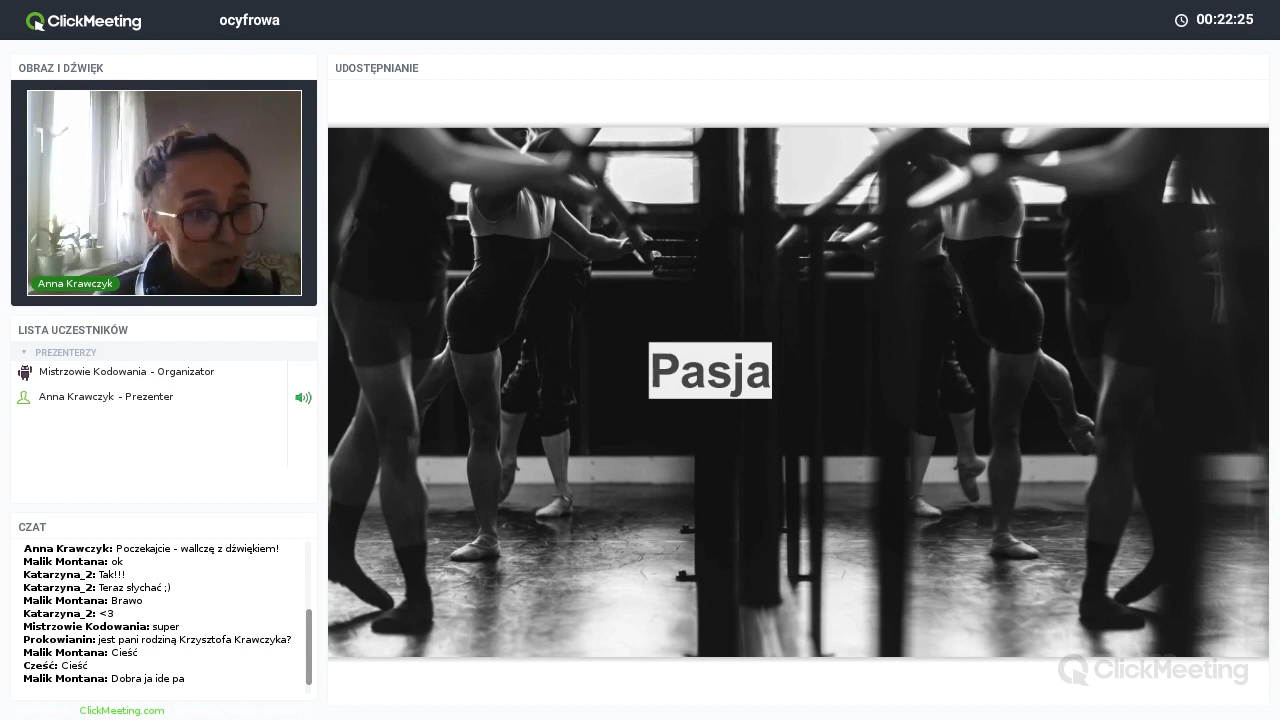 ClickMeeting
ocyfrowa
00:22:25
OBRAZ I DŹWIĘK
Anna Krawczyk
LISTA UCZESTNIKÓW
PREZENTERZY
Mistrzowie Kodowania - Organizator
Anna Krawczyk - Prezenter
CZAT
Anna Krawczyk: Poczekajcie - wallczę z dźwiękiem!
Malik Montana: ok
Katarzyna_2: Tak!!!
Katarzyna_2: Teraz słychać ;)
Malik Montana: Brawo
Katarzyna_2: <3
Mistrzowie Kodowania: super
Prokowianin: jest pani rodziną Krzysztofa Krawczyka?
Malik Montana: Cieść
Cześć: Cieść
Malik Montana: Dobra ja ide pa
ClickMeeting.com
UDOSTĘPNIANIE
Pasja
ClickMeeting